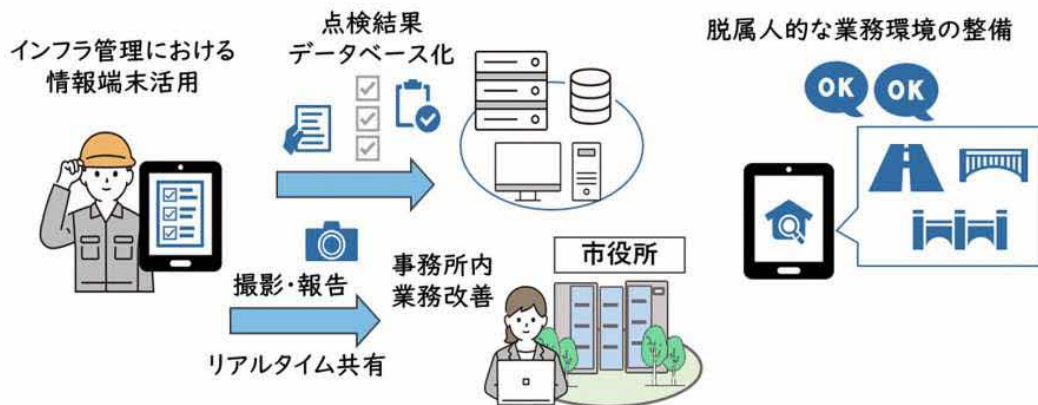 インフラ管理における
情報端末活用
点検結果
データベース化
撮影・報告
リアルタイム共有
事務所内
業務改善
市役所
脱属人的な業務環境の整備
OK
OK